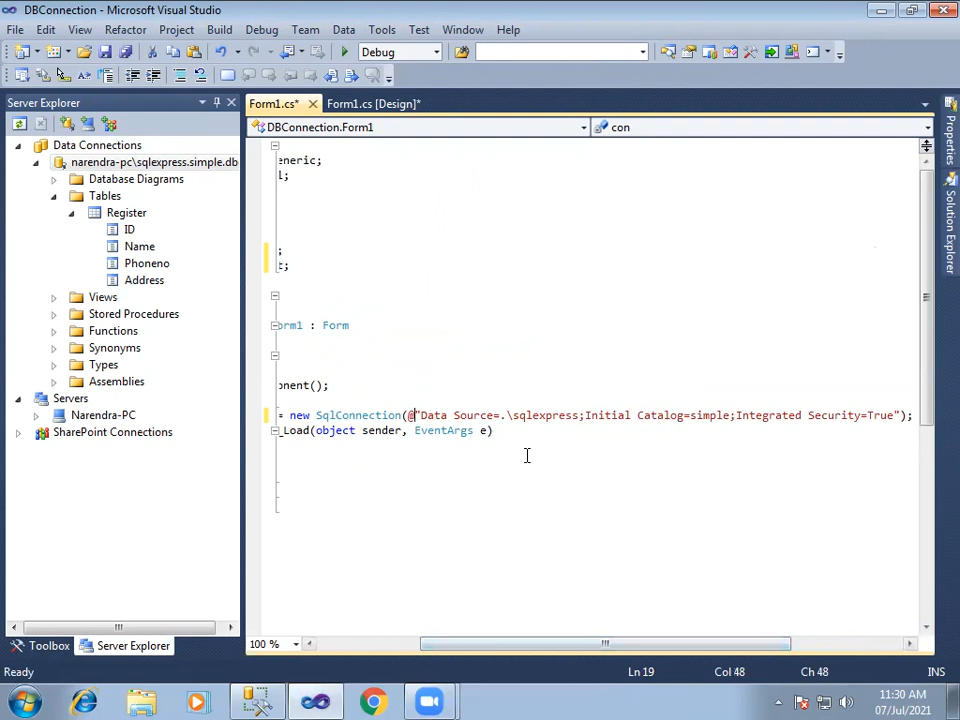 DBConnection - Microsoft Visual Studio
File Edit View Refactor Project Build Debug Team Data Tools Test Window Help
Debug
Server Explorer
Form1.cs* Form1.cs [Design]*
DBConnection.Form1 con
Data Connections
narendra-pc\sqlexpress.simple.db
Database Diagrams
Tables
Register
ID
Name
Phoneno
Address
Views
Stored Procedures
Functions
Synonyms
Types
Assemblies
Servers
Narendra-PC
SharePoint Connections
eneric;
l;
;
t;
orm1 : Form
onent();
= new SqlConnection(@"Data Source=.\sqlexpress;Initial Catalog=simple;Integrated Security=True");
_Load(object sender, EventArgs e)
Properties
Solution Explorer
100 %
Toolbox Server Explorer
Ready Ln 19 Col 48 Ch 48 INS
11:30 AM
07/Jul/2021